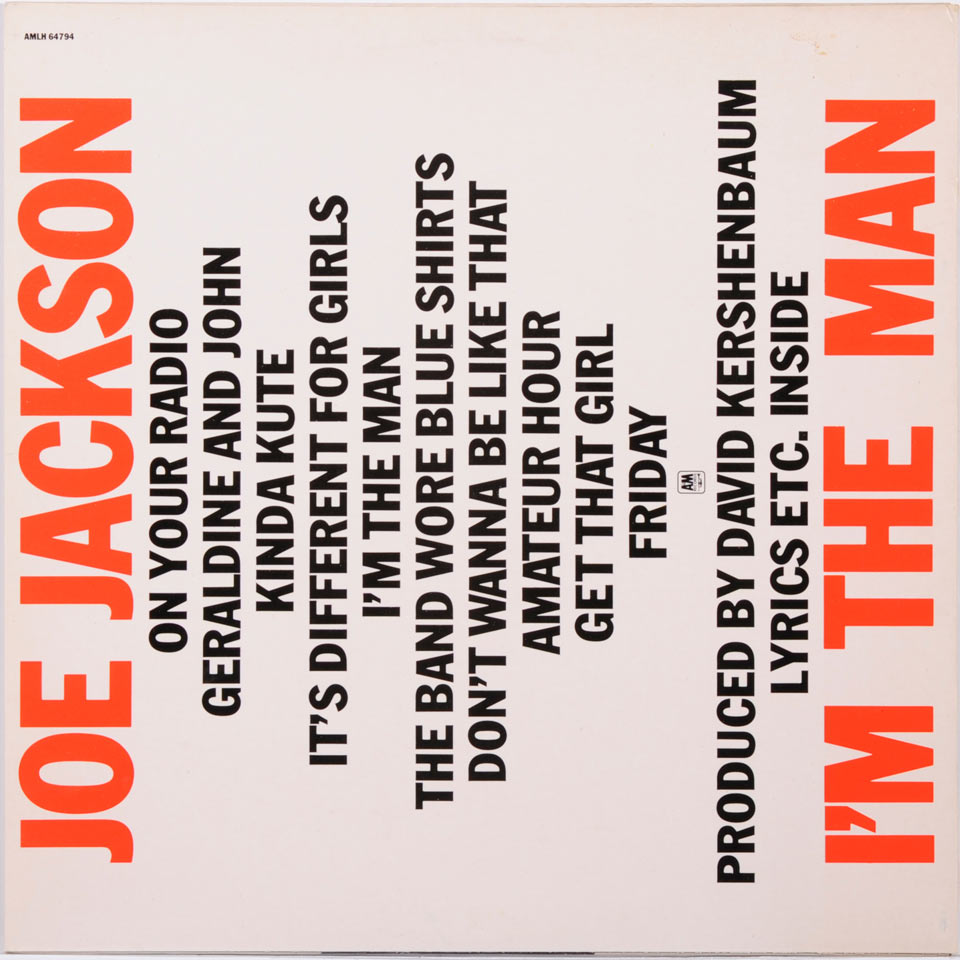 AMLH 64794
JOE JACKSON
ON YOUR RADIO
GERALDINE AND JOHN
KINDA KUTE
IT'S DIFFERENT FOR GIRLS
I'M THE MAN
THE BAND WORE BLUE SHIRTS
DON'T WANNA BE LIKE THAT
AMATEUR HOUR
GET THAT GIRL
FRIDAY
AM
PRODUCED BY DAVID KERSHENBAUM
LYRICS ETC. INSIDE
I'M THE MAN